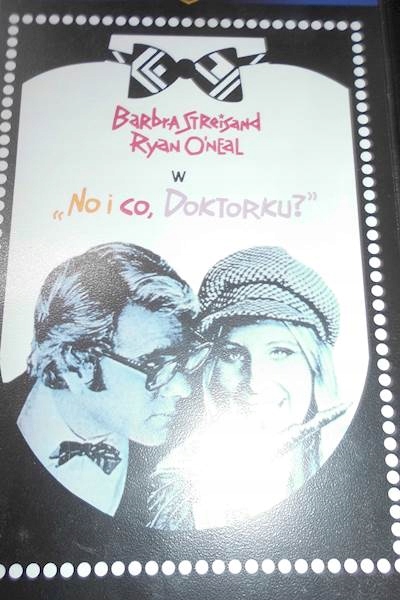 Barbra Streisand
Ryan O'Neal
w
„No i co, Doktorku?”